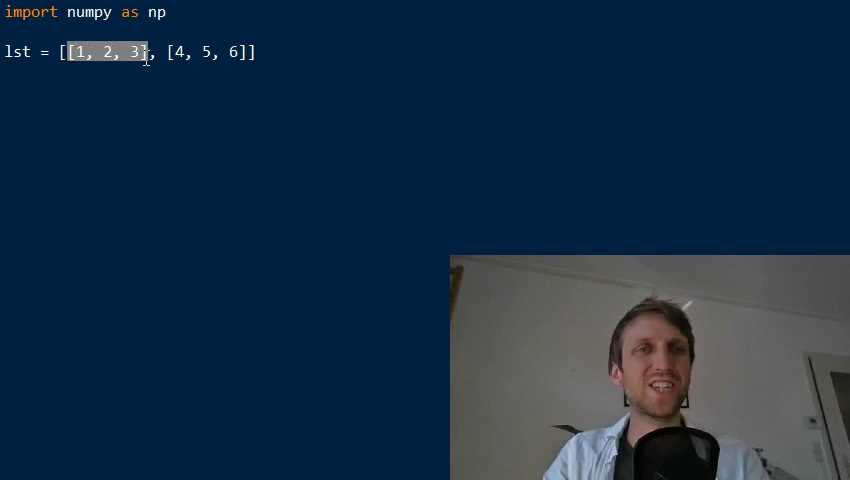 import numpy as np
lst = [[1, 2, 3], [4, 5, 6]]